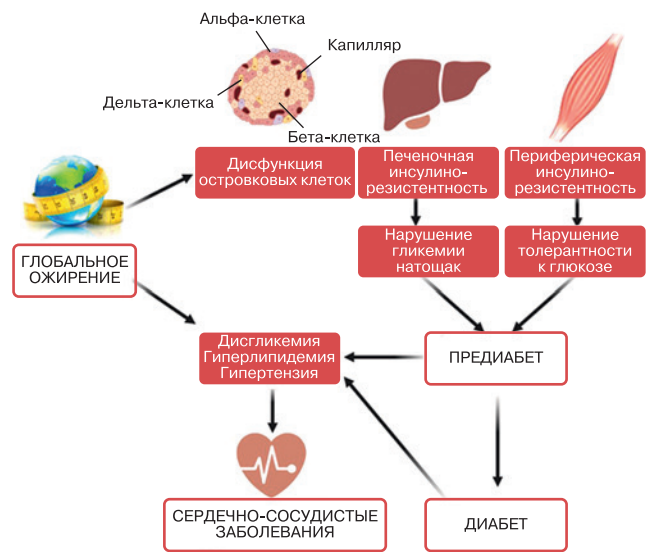 Альфа-клетка
Капилляр
Дельта-клетка
Бета-клетка
Дисфункция
островковых клеток
Печеночная
инсулино-
резистентность
Периферическая
инсулино-
резистентность
ГЛОБАЛЬНОЕ
ОЖИРЕНИЕ
Нарушение
гликемии
натощак
Нарушение
толерантности
к глюкозе
Дисгликемия
Гиперлипидемия
Гипертензия
ПРЕДИАБЕТ
СЕРДЕЧНО-СОСУДИСТЫЕ
ЗАБОЛЕВАНИЯ
ДИАБЕТ